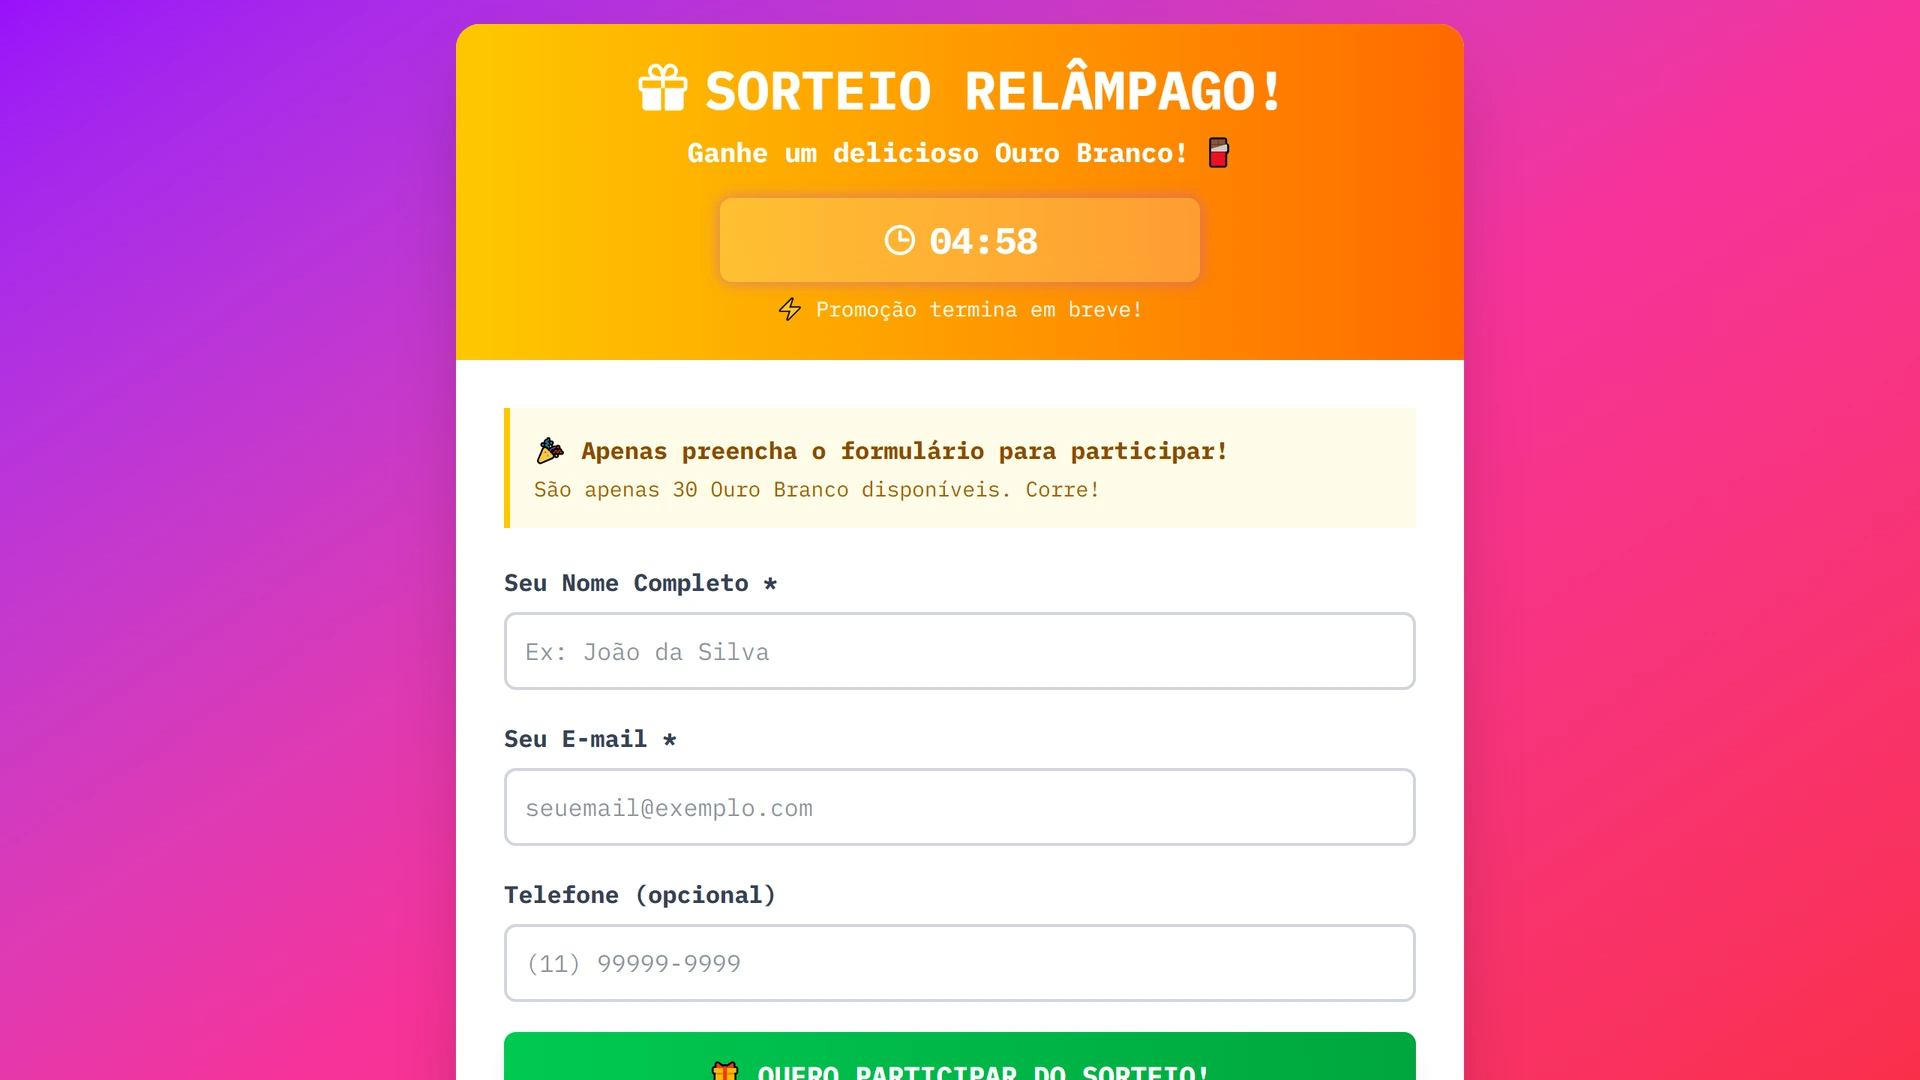 SORTEIO RELÂMPAGO!
Ganhe um delicioso Ouro Branco!
04:58
Promoção termina em breve!
Apenas preencha o formulário para participar!
São apenas 30 Ouro Branco disponíveis. Corre!
Seu Nome Completo *
Ex: João da Silva
Seu E-mail *
seuemail@exemplo.com
Telefone (opcional)
(11) 99999-9999
QUERO PARTICIPAR DO SORTEIO!